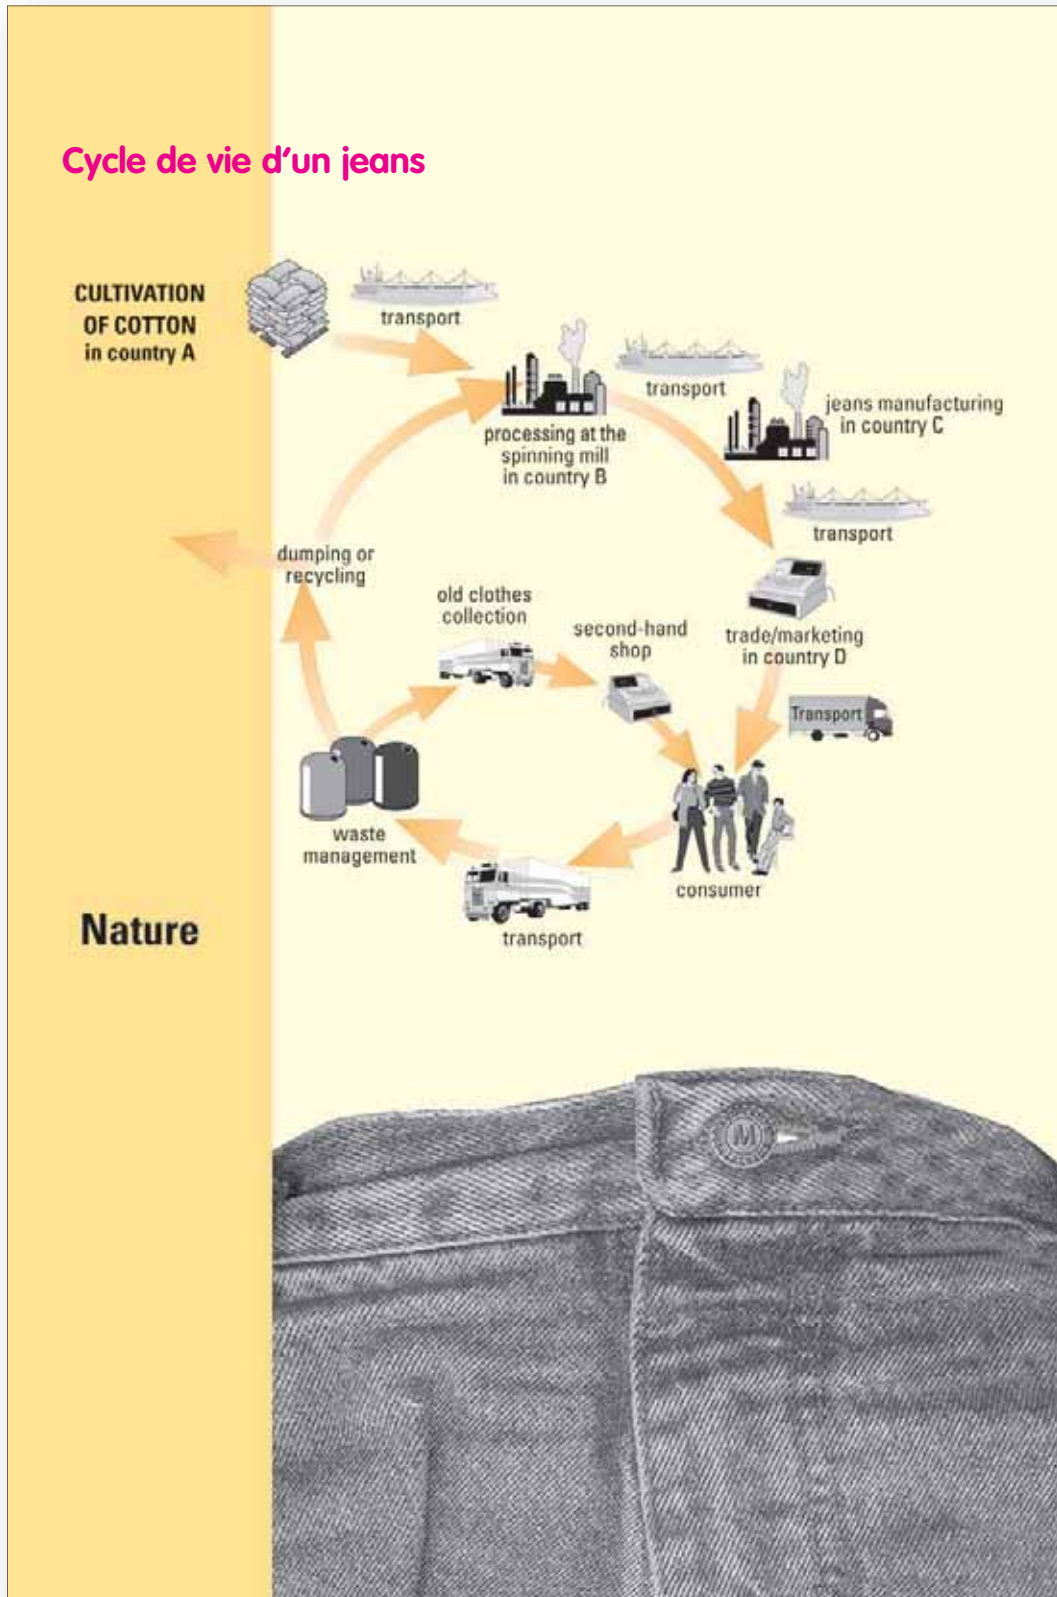 Cycle de vie d'un jeans
CULTIVATION
OF COTTON
in country A
transport
processing at the
spinning mill
in country B
transport
jeans manufacturing
in country C
transport
trade/marketing
in country D
Transport
consumer
transport
waste
management
old clothes
collection
second-hand
shop
dumping or
recycling
Nature
M